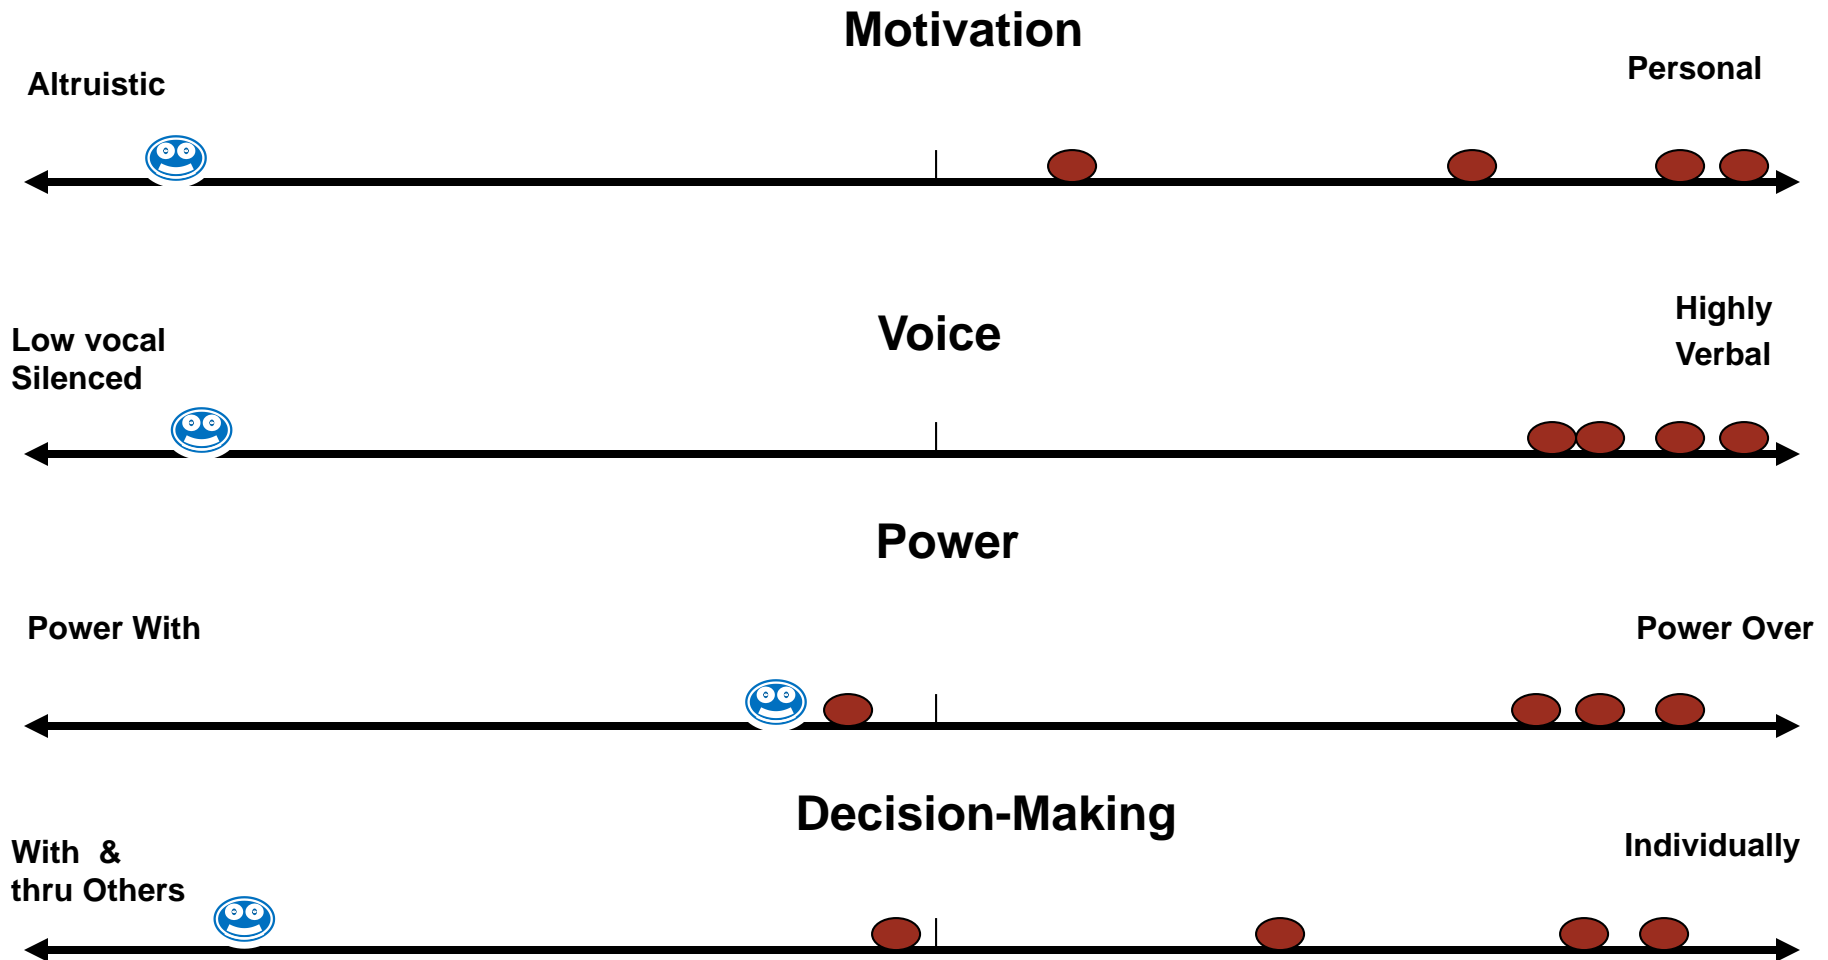 Motivation
Altruistic
Personal
Voice
Low vocal
Silenced
Highly
Verbal
Power
Power With
Power Over
Decision-Making
With &
thru Others
Individually